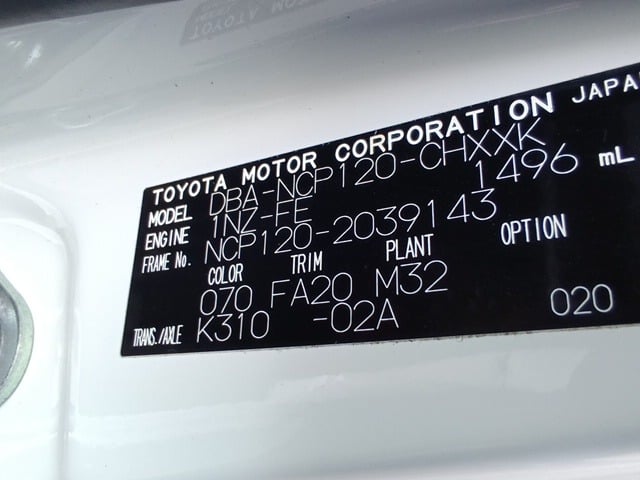 TOYOTA MOTOR CORPORATION JAPAN
MODEL DBA-NCP120-CHXXK
ENGINE 1NZ-FE 1496 mL
FRAME No. NCP120-2039143
COLOR TRIM PLANT OPTION
070 FA20 M32
TRANS./AXLE K310 -02A 020